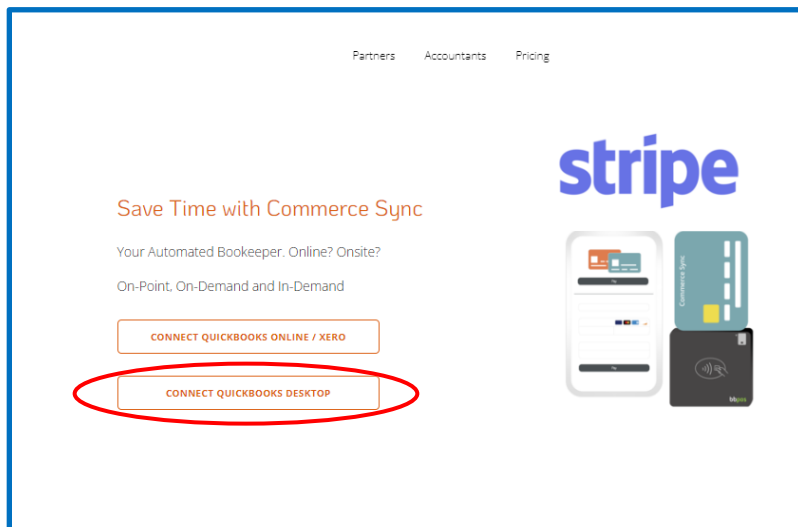 Partners Accountants Pricing
stripe
Save Time with Commerce Sync
Your Automated Bookkeeper. Online? Onsite?
On-Point, On-Demand and In-Demand
CONNECT QUICKBOOKS ONLINE / XERO
CONNECT QUICKBOOKS DESKTOP
Commerce Sync